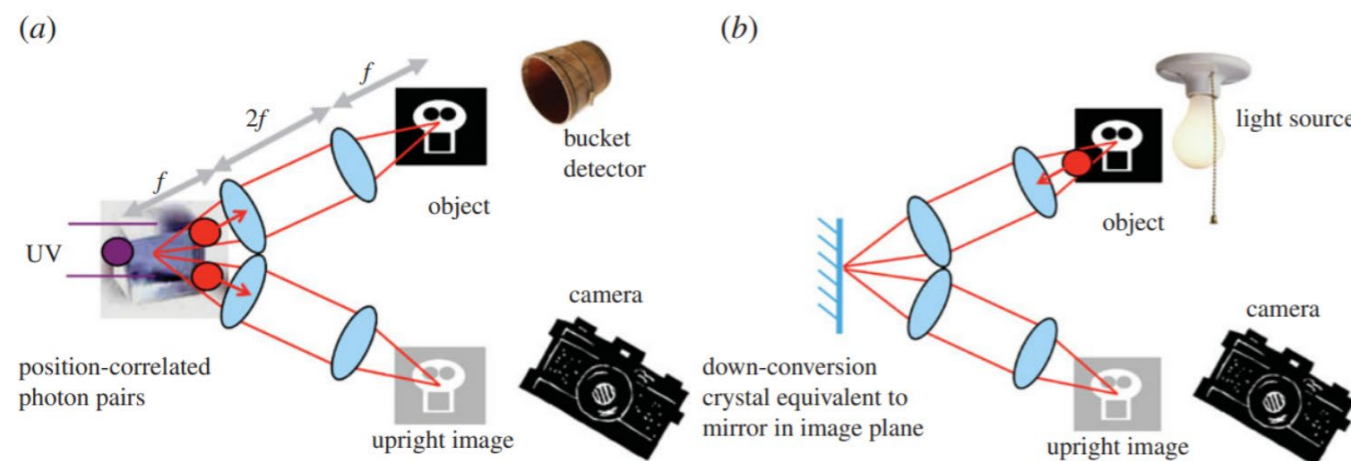 (a)
f
2f
f
bucket
detector
object
UV
camera
position-correlated
photon pairs
upright image
(b)
light source
object
camera
down-conversion
crystal equivalent to
mirror in image plane
upright image